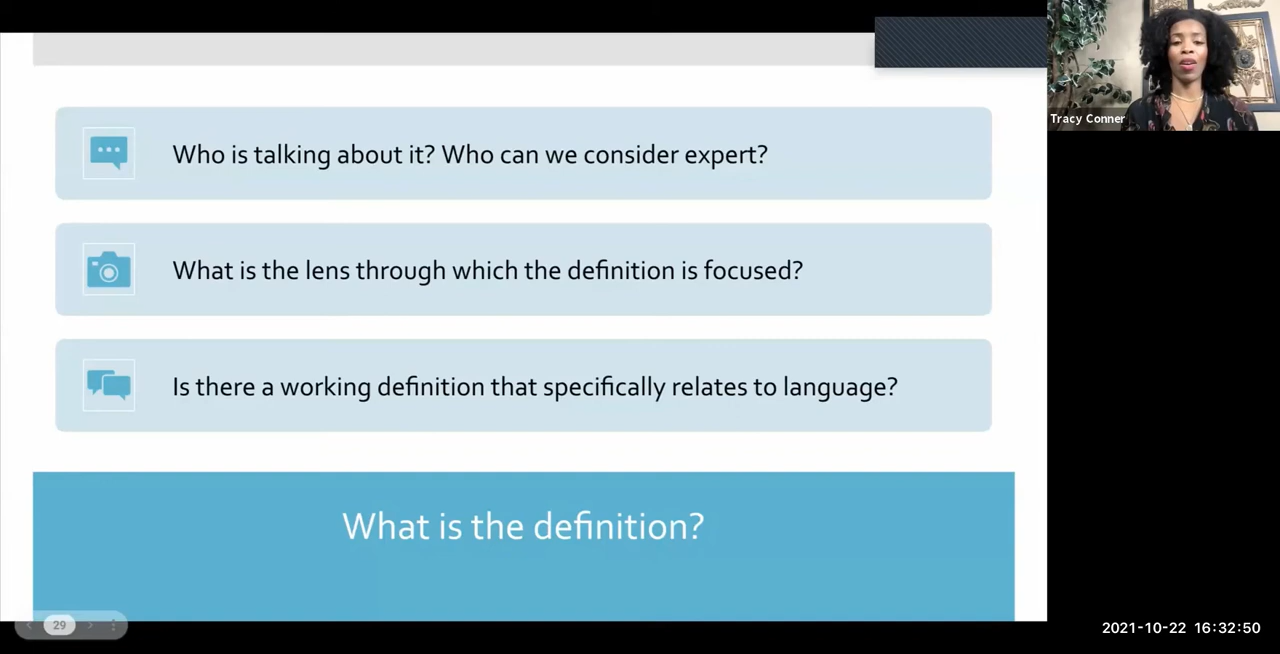 Tracy Conner
Who is talking about it? Who can we consider expert?
What is the lens through which the definition is focused?
Is there a working definition that specifically relates to language?
What is the definition?
29
2021-10-22 16:32:50